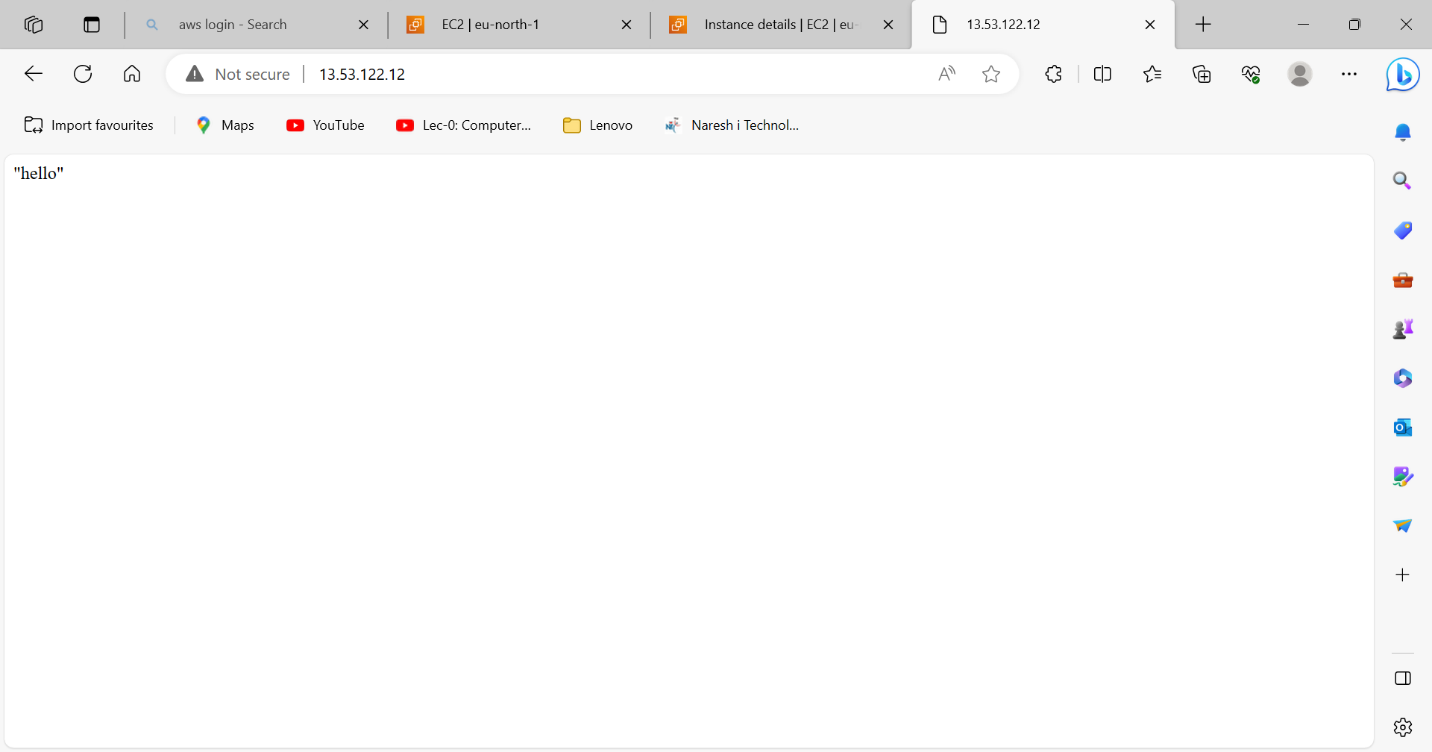 aws login - Search
EC2 | eu-north-1
Instance details | EC2 | eu-
13.53.122.12
Not secure
13.53.122.12
Import favourites
Maps
YouTube
Lec-0: Computer...
Lenovo
Naresh i Technol...
"hello"